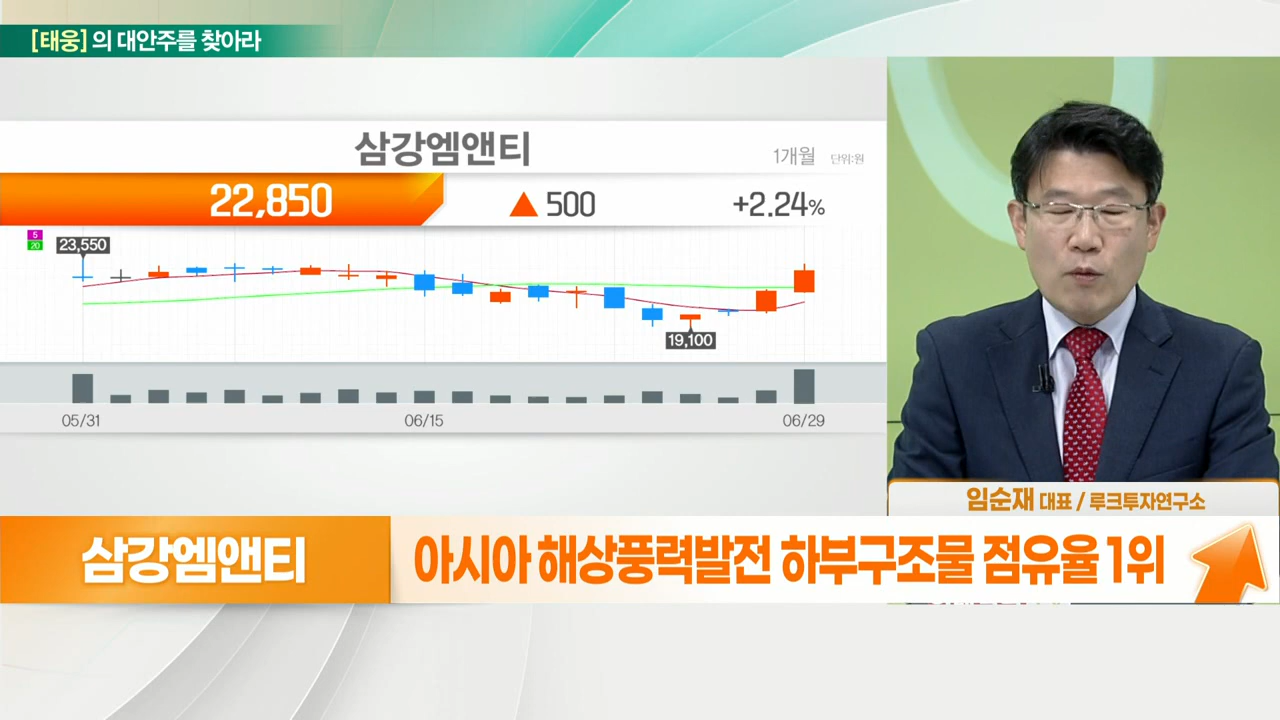 [태웅]의 대안주를 찾아라
삼강엠앤티
1개월 단위:원
22,850 ▲ 500 +2.24%
5
20
23,550
19,100
05/31 06/15 06/29
임순재 대표 / 루크투자연구소
삼강엠앤티 아시아 해상풍력발전 하부구조물 점유율 1위